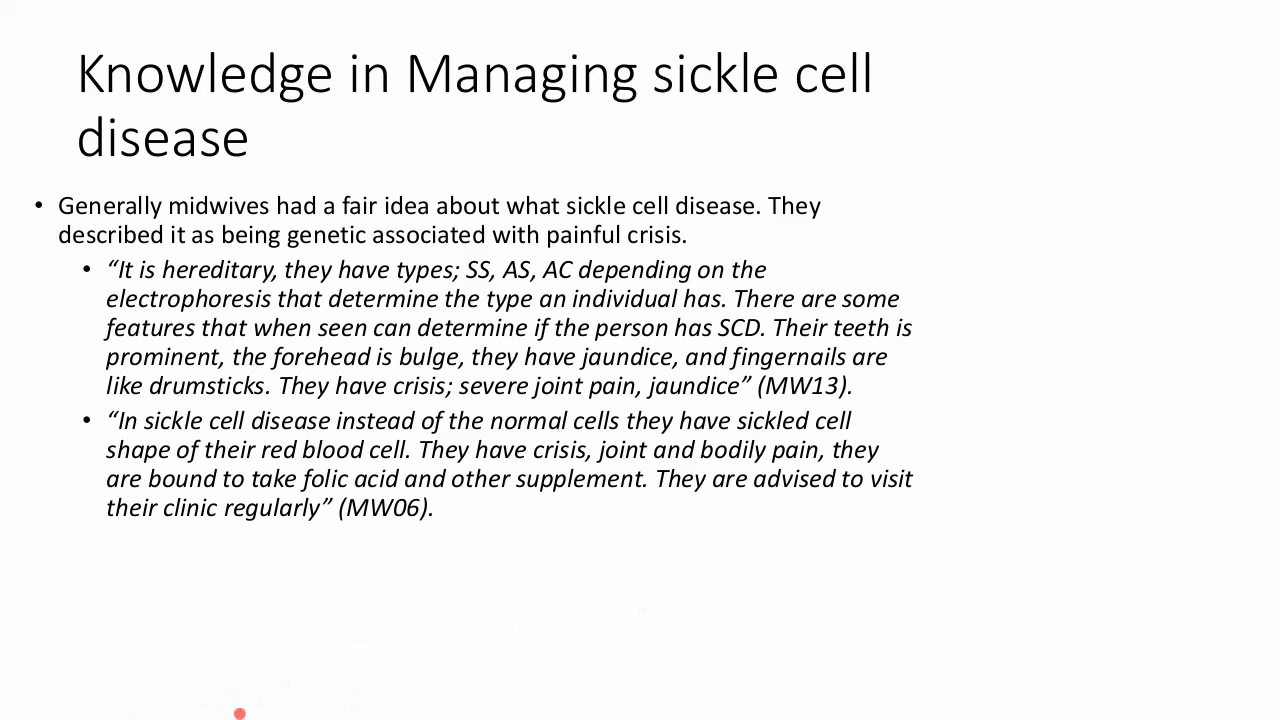 Knowledge in Managing sickle cell
disease
• Generally midwives had a fair idea about what sickle cell disease. They
described it as being genetic associated with painful crisis.
• “It is hereditary, they have types; SS, AS, AC depending on the
electrophoresis that determine the type an individual has. There are some
features that when seen can determine if the person has SCD. Their teeth is
prominent, the forehead is bulge, they have jaundice, and fingernails are
like drumsticks. They have crisis; severe joint pain, jaundice” (MW13).
• “In sickle cell disease instead of the normal cells they have sickled cell
shape of their red blood cell. They have crisis, joint and bodily pain, they
are bound to take folic acid and other supplement. They are advised to visit
their clinic regularly” (MW06).